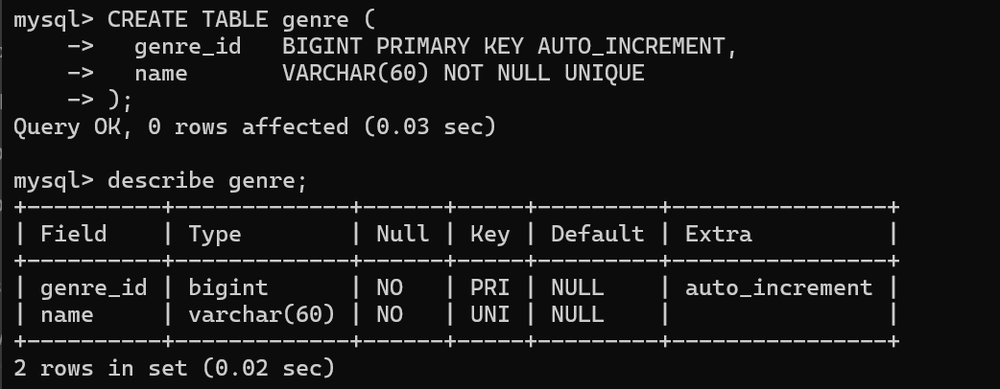 mysql> CREATE TABLE genre (
    ->   genre_id   BIGINT PRIMARY KEY AUTO_INCREMENT,
    ->   name       VARCHAR(60) NOT NULL UNIQUE
    -> );
Query OK, 0 rows affected (0.03 sec)

mysql> describe genre;
+----------+-------------+------+-----+---------+----------------+
| Field    | Type        | Null | Key | Default | Extra          |
+----------+-------------+------+-----+---------+----------------+
| genre_id | bigint      | NO   | PRI | NULL    | auto_increment |
| name     | varchar(60) | NO   | UNI | NULL    |                |
+----------+-------------+------+-----+---------+----------------+
2 rows in set (0.02 sec)